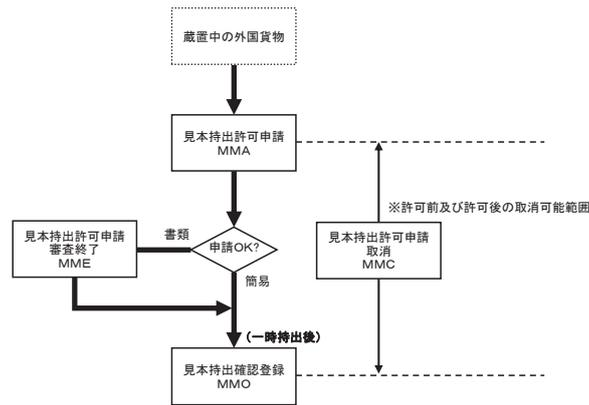 蔵置中の外国貨物
見本持出許可申請
MMA
※許可前及び許可後の取消可能範囲
書類
見本持出許可申請
審査終了
MME
申請OK?
見本持出許可申請
取消
MMC
簡易
(一時持出後)
見本持出確認登録
MMO